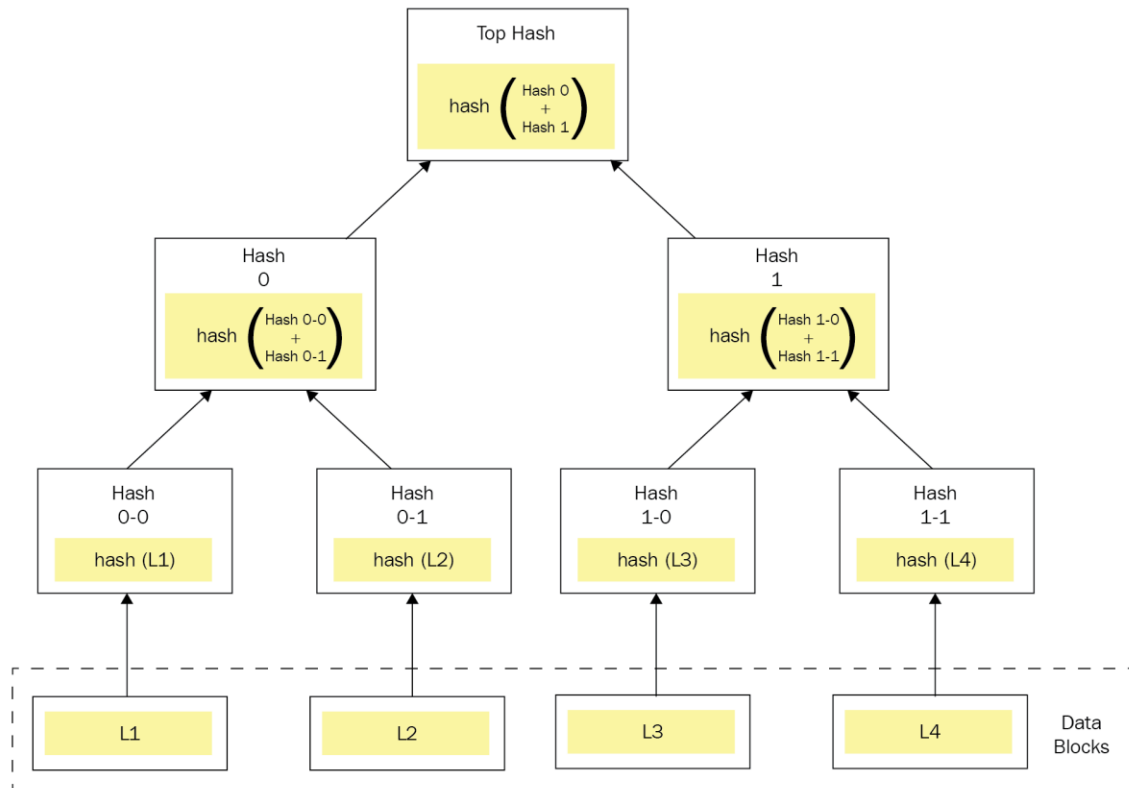 Top Hash
hash ( Hash 0
+
Hash 1 )
Hash
0
hash ( Hash 0-0
+
Hash 0-1 )
Hash
1
hash ( Hash 1-0
+
Hash 1-1 )
Hash
0-0
hash (L1)
Hash
0-1
hash (L2)
Hash
1-0
hash (L3)
Hash
1-1
hash (L4)
L1
L2
L3
L4
Data
Blocks